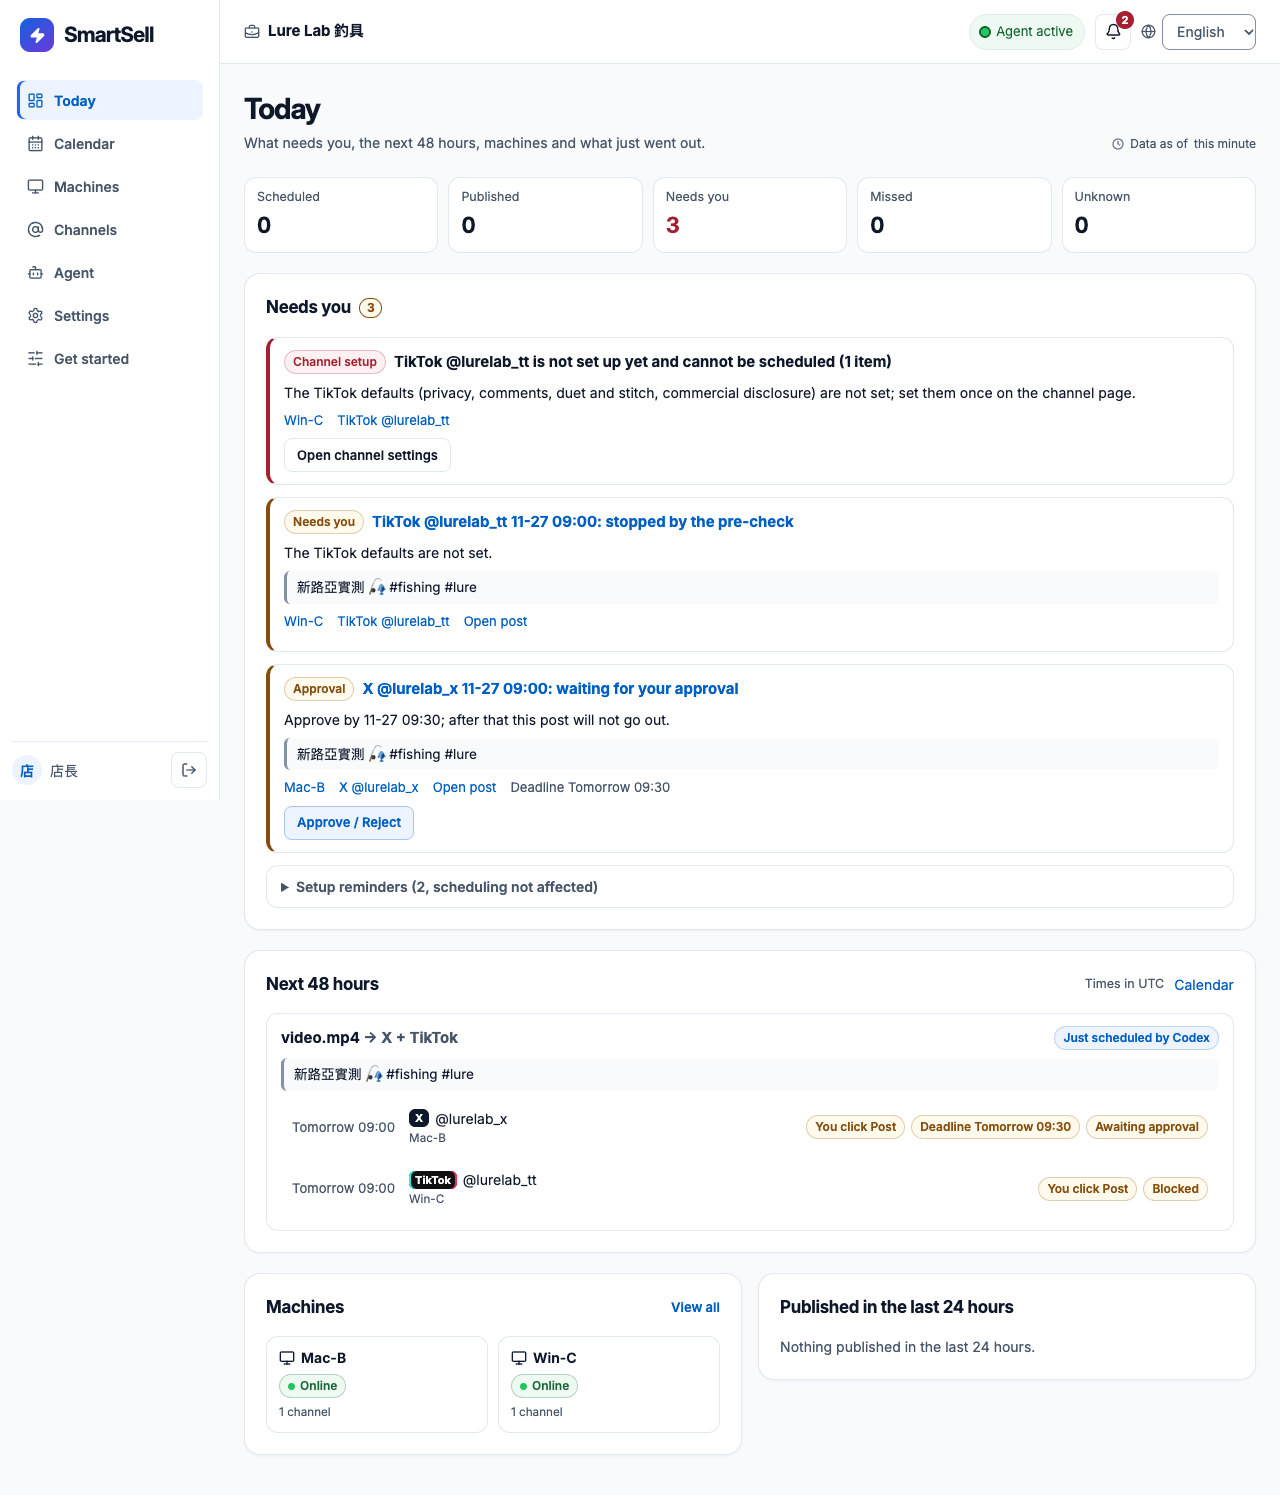 SmartSell
Lure Lab 釣具
Agent active
2
English
Today
Calendar
Machines
Channels
Agent
Settings
Get started
店
店長
Today
What needs you, the next 48 hours, machines and what just went out.
Data as of this minute
Scheduled
0
Published
0
Needs you
3
Missed
0
Unknown
0
Needs you 3
Channel setup TikTok @lurelab_tt is not set up yet and cannot be scheduled (1 item)
The TikTok defaults (privacy, comments, duet and stitch, commercial disclosure) are not set; set them once on the channel page.
Win-C TikTok @lurelab_tt
Open channel settings
Needs you TikTok @lurelab_tt 11-27 09:00: stopped by the pre-check
The TikTok defaults are not set.
新路亞實測 🎣 #fishing #lure
Win-C TikTok @lurelab_tt Open post
Approval X @lurelab_x 11-27 09:00: waiting for your approval
Approve by 11-27 09:30; after that this post will not go out.
新路亞實測 🎣 #fishing #lure
Mac-B X @lurelab_x Open post Deadline Tomorrow 09:30
Approve / Reject
Setup reminders (2, scheduling not affected)
Next 48 hours
Times in UTC Calendar
video.mp4 → X + TikTok
Just scheduled by Codex
新路亞實測 🎣 #fishing #lure
Tomorrow 09:00
X @lurelab_x
Mac-B
You click Post Deadline Tomorrow 09:30 Awaiting approval
Tomorrow 09:00
TikTok @lurelab_tt
Win-C
You click Post Blocked
Machines
View all
Mac-B
Online
1 channel
Win-C
Online
1 channel
Published in the last 24 hours
Nothing published in the last 24 hours.